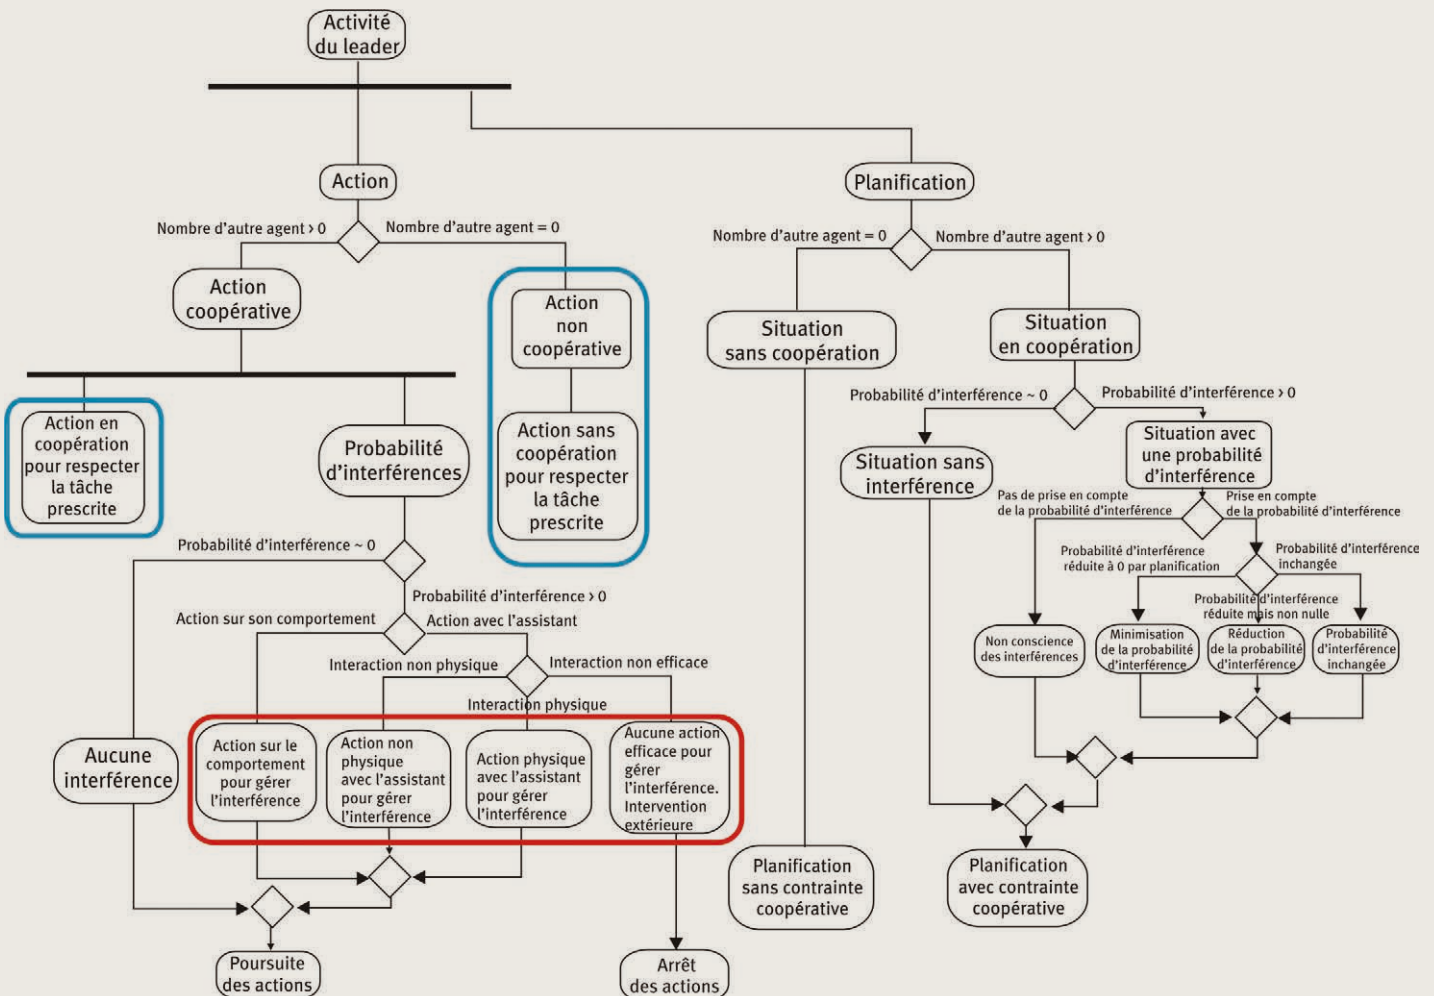 Activité
du leader
Action
Planification
Nombre d'autre agent > 0
Nombre d'autre agent = 0
Nombre d'autre agent = 0
Nombre d'autre agent > 0
Action
coopérative
Action
non
coopérative
Situation
sans coopération
Situation
en coopération
Probabilité d'interférence ~ 0
Probabilité d'interférence > 0
Action en
coopération
pour respecter
la tâche
prescrite
Probabilité
d'interférences
Action sans
coopération
pour respecter
la tâche
prescrite
Situation sans
interférence
Situation avec
une probabilité
d'interférence
Pas de prise en compte
de la probabilité d'interférence
Prise en compte
de la probabilité d'interférence
Probabilité d'interférence ~ 0
Probabilité d'interférence
réduite à 0 par planification
Probabilité d'interférence
inchangée
Probabilité d'interférence > 0
Probabilité d'interférence
réduite mais non nulle
Action sur son comportement
Action avec l'assistant
Non conscience
des interférences
Minimisation
de la probabilité
d'interférence
Réduction
de la probabilité
d'interférence
Probabilité
d'interférence
inchangée
Interaction non physique
Interaction non efficace
Interaction physique
Aucune
interférence
Action sur le
comportement
pour gérer
l'interférence
Action non
physique
avec l'assistant
pour gérer
l'interférence
Action physique
avec l'assistant
pour gérer
l'interférence
Aucune action
efficace pour
gérer
l'interférence.
Intervention
extérieure
Planification
sans contrainte
coopérative
Planification
avec contrainte
coopérative
Poursuite
des actions
Arrêt
des actions